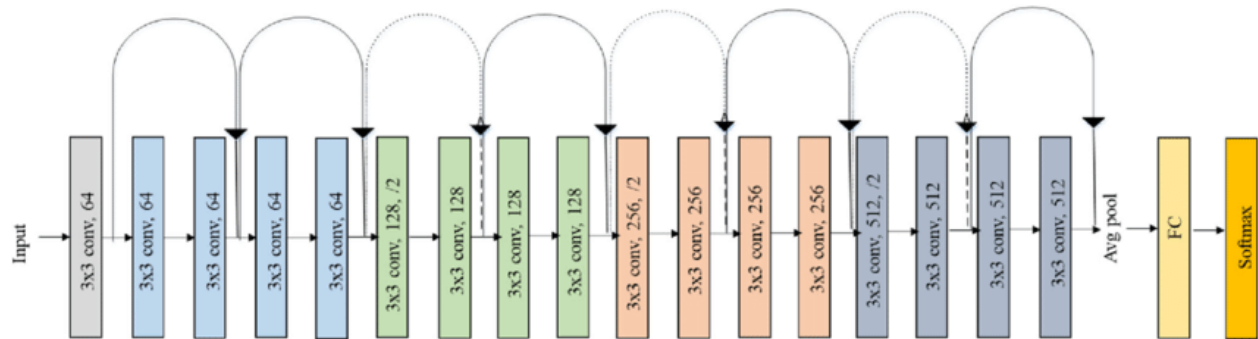 Input
3x3 conv, 64
3x3 conv, 64
3x3 conv, 64
3x3 conv, 64
3x3 conv, 64
3x3 conv, 128, /2
3x3 conv, 128
3x3 conv, 128
3x3 conv, 128
3x3 conv, 256, /2
3x3 conv, 256
3x3 conv, 256
3x3 conv, 256
3x3 conv, 512, /2
3x3 conv, 512
3x3 conv, 512
3x3 conv, 512
Avg pool
FC
Softmax